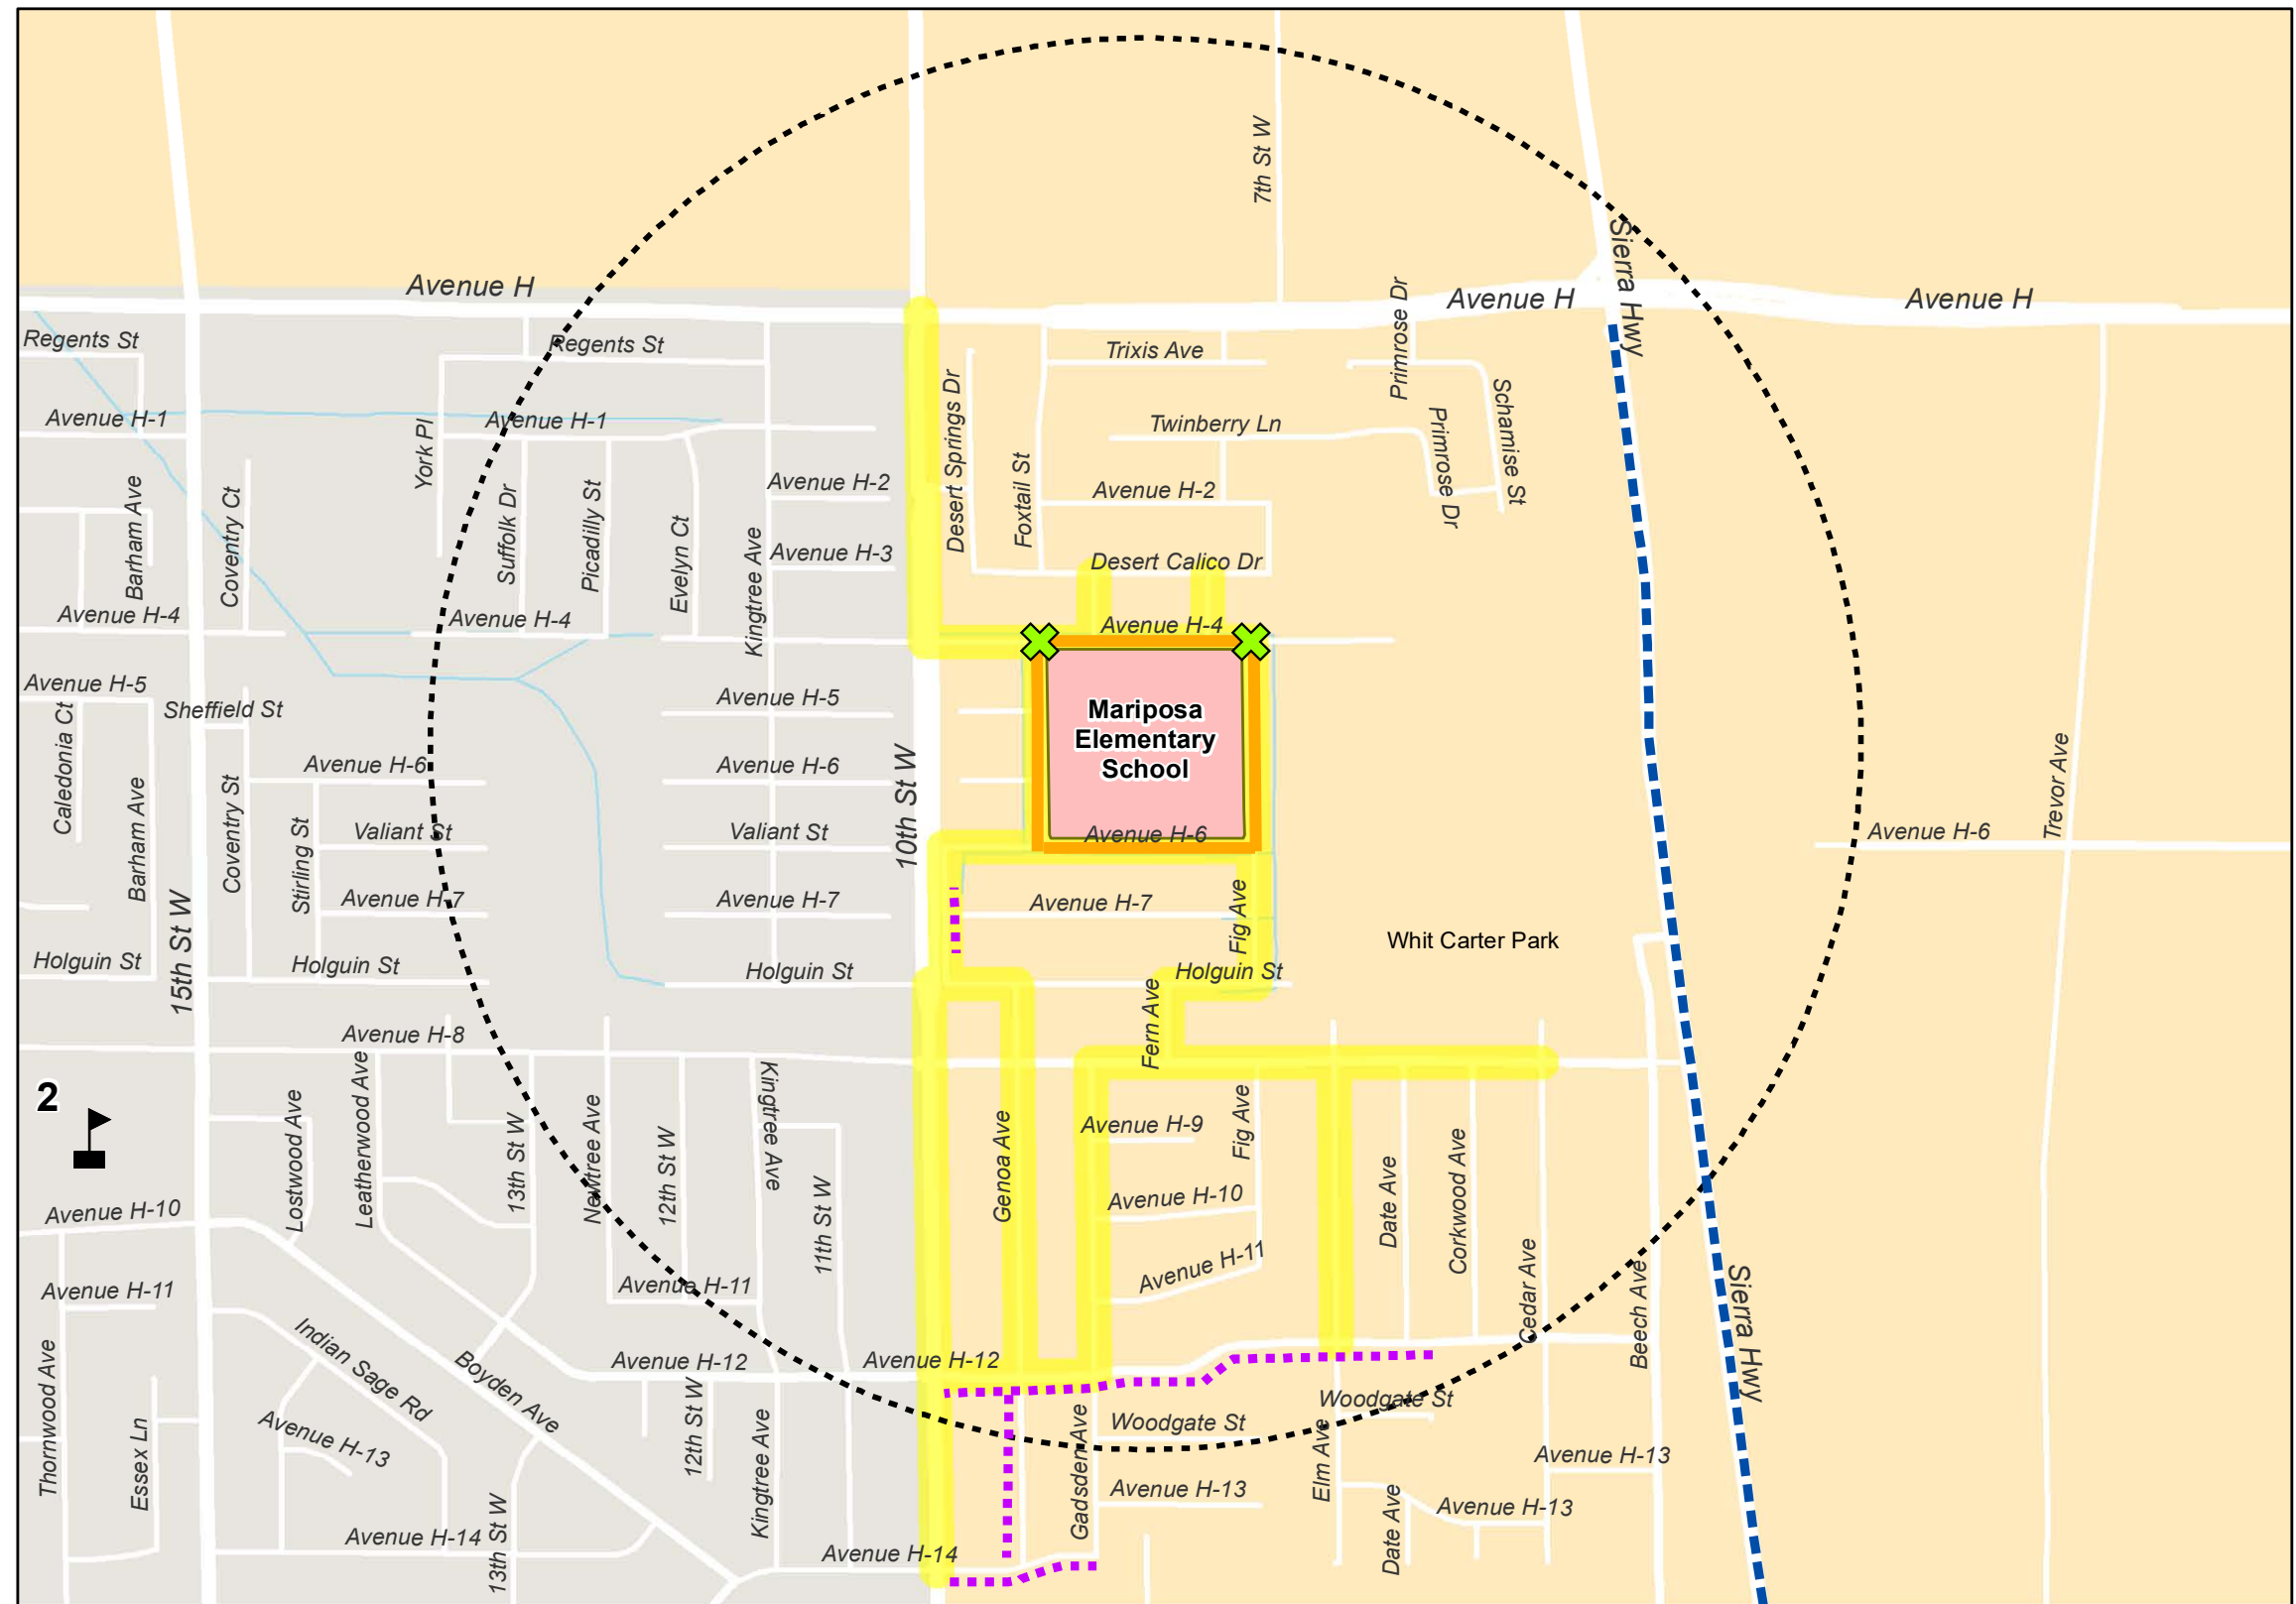 7th St W
Sierra Hwy
Avenue H
Avenue H
Avenue H
Regents St
Regents St
Trixis Ave
Primrose Dr
Desert Springs Dr
Schamise St
Avenue H-1
York Pl
Avenue H-1
Twinberry Ln
Primrose Dr
Foxtail St
Avenue H-2
Avenue H-2
Barham Ave
Coventry Ct
Suffolk Dr
Picadilly St
Evelyn Ct
Kingtree Ave
Avenue H-3
Desert Calico Dr
Avenue H-4
Avenue H-4
Avenue H-4
Avenue H-5
Sheffield St
Avenue H-5
Mariposa
Elementary
School
Caledonia Ct
Barham Ave
Coventry St
Avenue H-6
Avenue H-6
10th St W
Trevor Ave
Stirling St
Valiant St
Valiant St
Avenue H-6
Avenue H-6
Avenue H-7
Avenue H-7
Avenue H-7
Fig Ave
15th St W
Whit Carter Park
Holguin St
Holguin St
Holguin St
Holguin St
Avenue H-8
Fern Ave
2
Lostwood Ave
Leatherwood Ave
13th St W
Newtree Ave
12th St W
Kingtree Ave
11th St W
Genoa Ave
Avenue H-9
Fig Ave
Date Ave
Corkwood Ave
Avenue H-10
Avenue H-10
Avenue H-11
Avenue H-11
Avenue H-11
Cedar Ave
Beech Ave
Sierra Hwy
Thornwood Ave
Indian Sage Rd
Boyden Ave
Avenue H-12
Avenue H-12
Essex Ln
Avenue H-13
12th St W
Kingtree Ave
Gadsden Ave
Woodgate St
Woodgate St
Elm Ave
Avenue H-13
Avenue H-13
Avenue H-13
Date Ave
Avenue H-14
13th St W
Avenue H-14